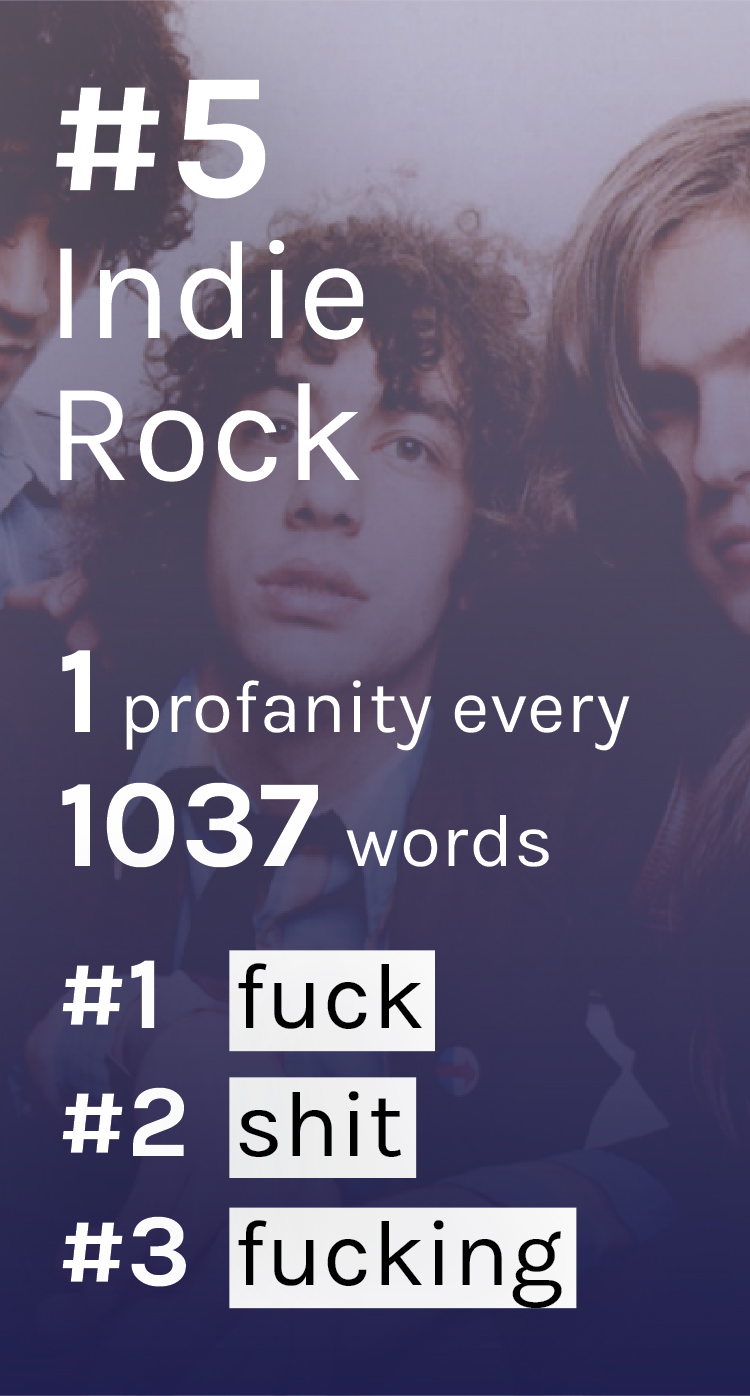 #5
Indie
Rock
1 profanity every
1037 words
#1 fuck
#2 shit
#3 fucking